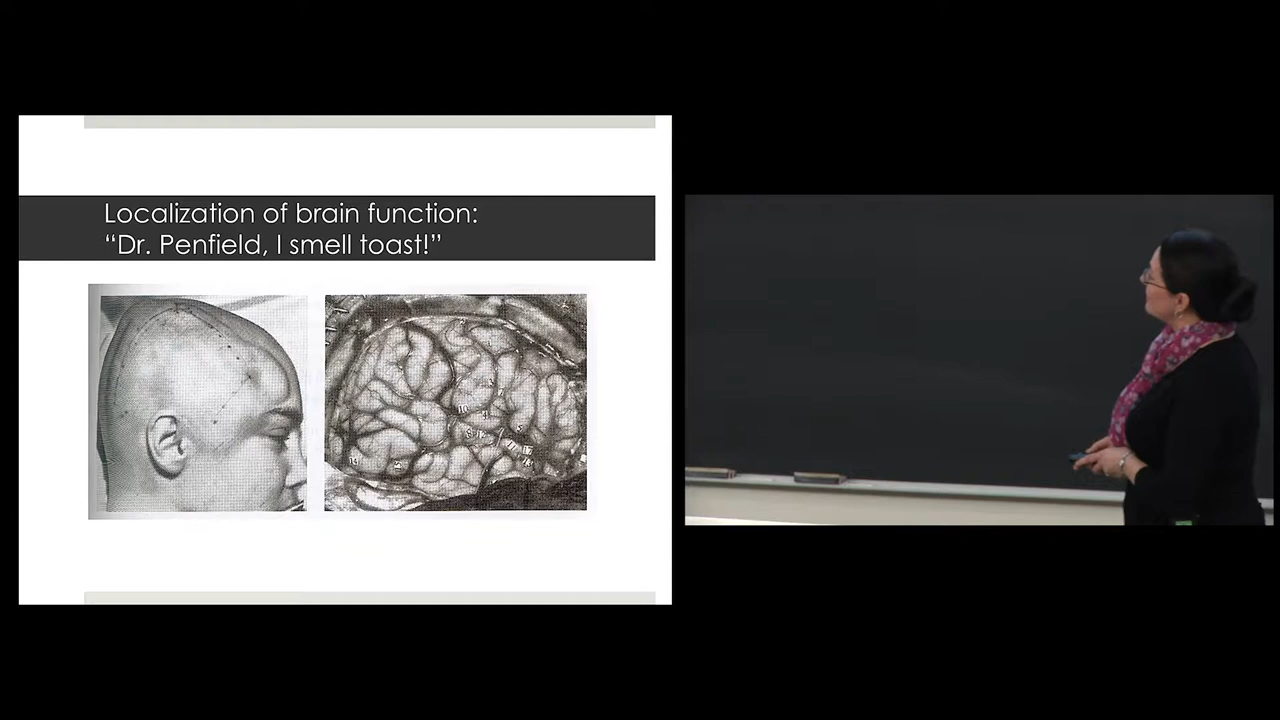 Localization of brain function:
“Dr. Penfield, I smell toast!”